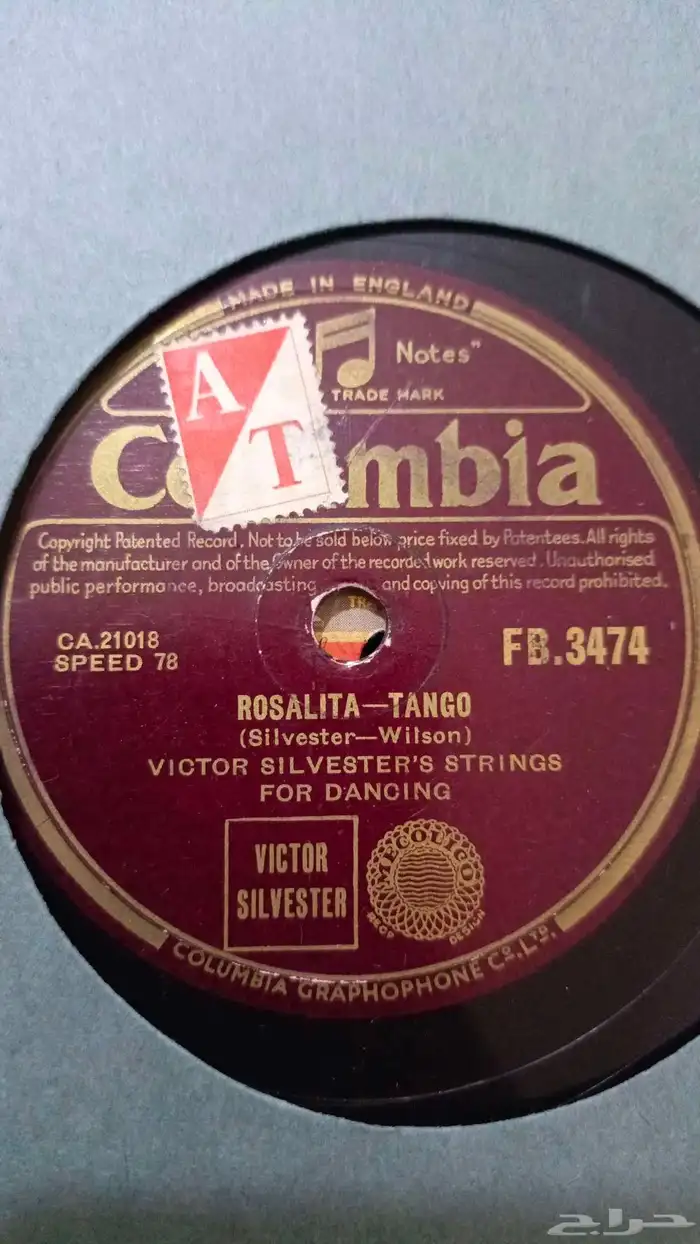 MADE IN ENGLAND
Notes"
TRADE MARK
A
T
C mbia
Copyright Patented Record. Not to be sold below price fixed by Patentees. All rights
of the manufacturer and of the owner of the recorded work reserved. Unauthorised
public performance, broadcasting and copying of this record prohibited.
CA.21018
SPEED 78
FB.3474
ROSALITA—TANGO
(Silvester—Wilson)
VICTOR SILVESTER'S STRINGS
FOR DANCING
VICTOR
SILVESTER
MECOLICO
REGD DESIGN
COLUMBIA GRAPHOPHONE CO. LTD.
حراج